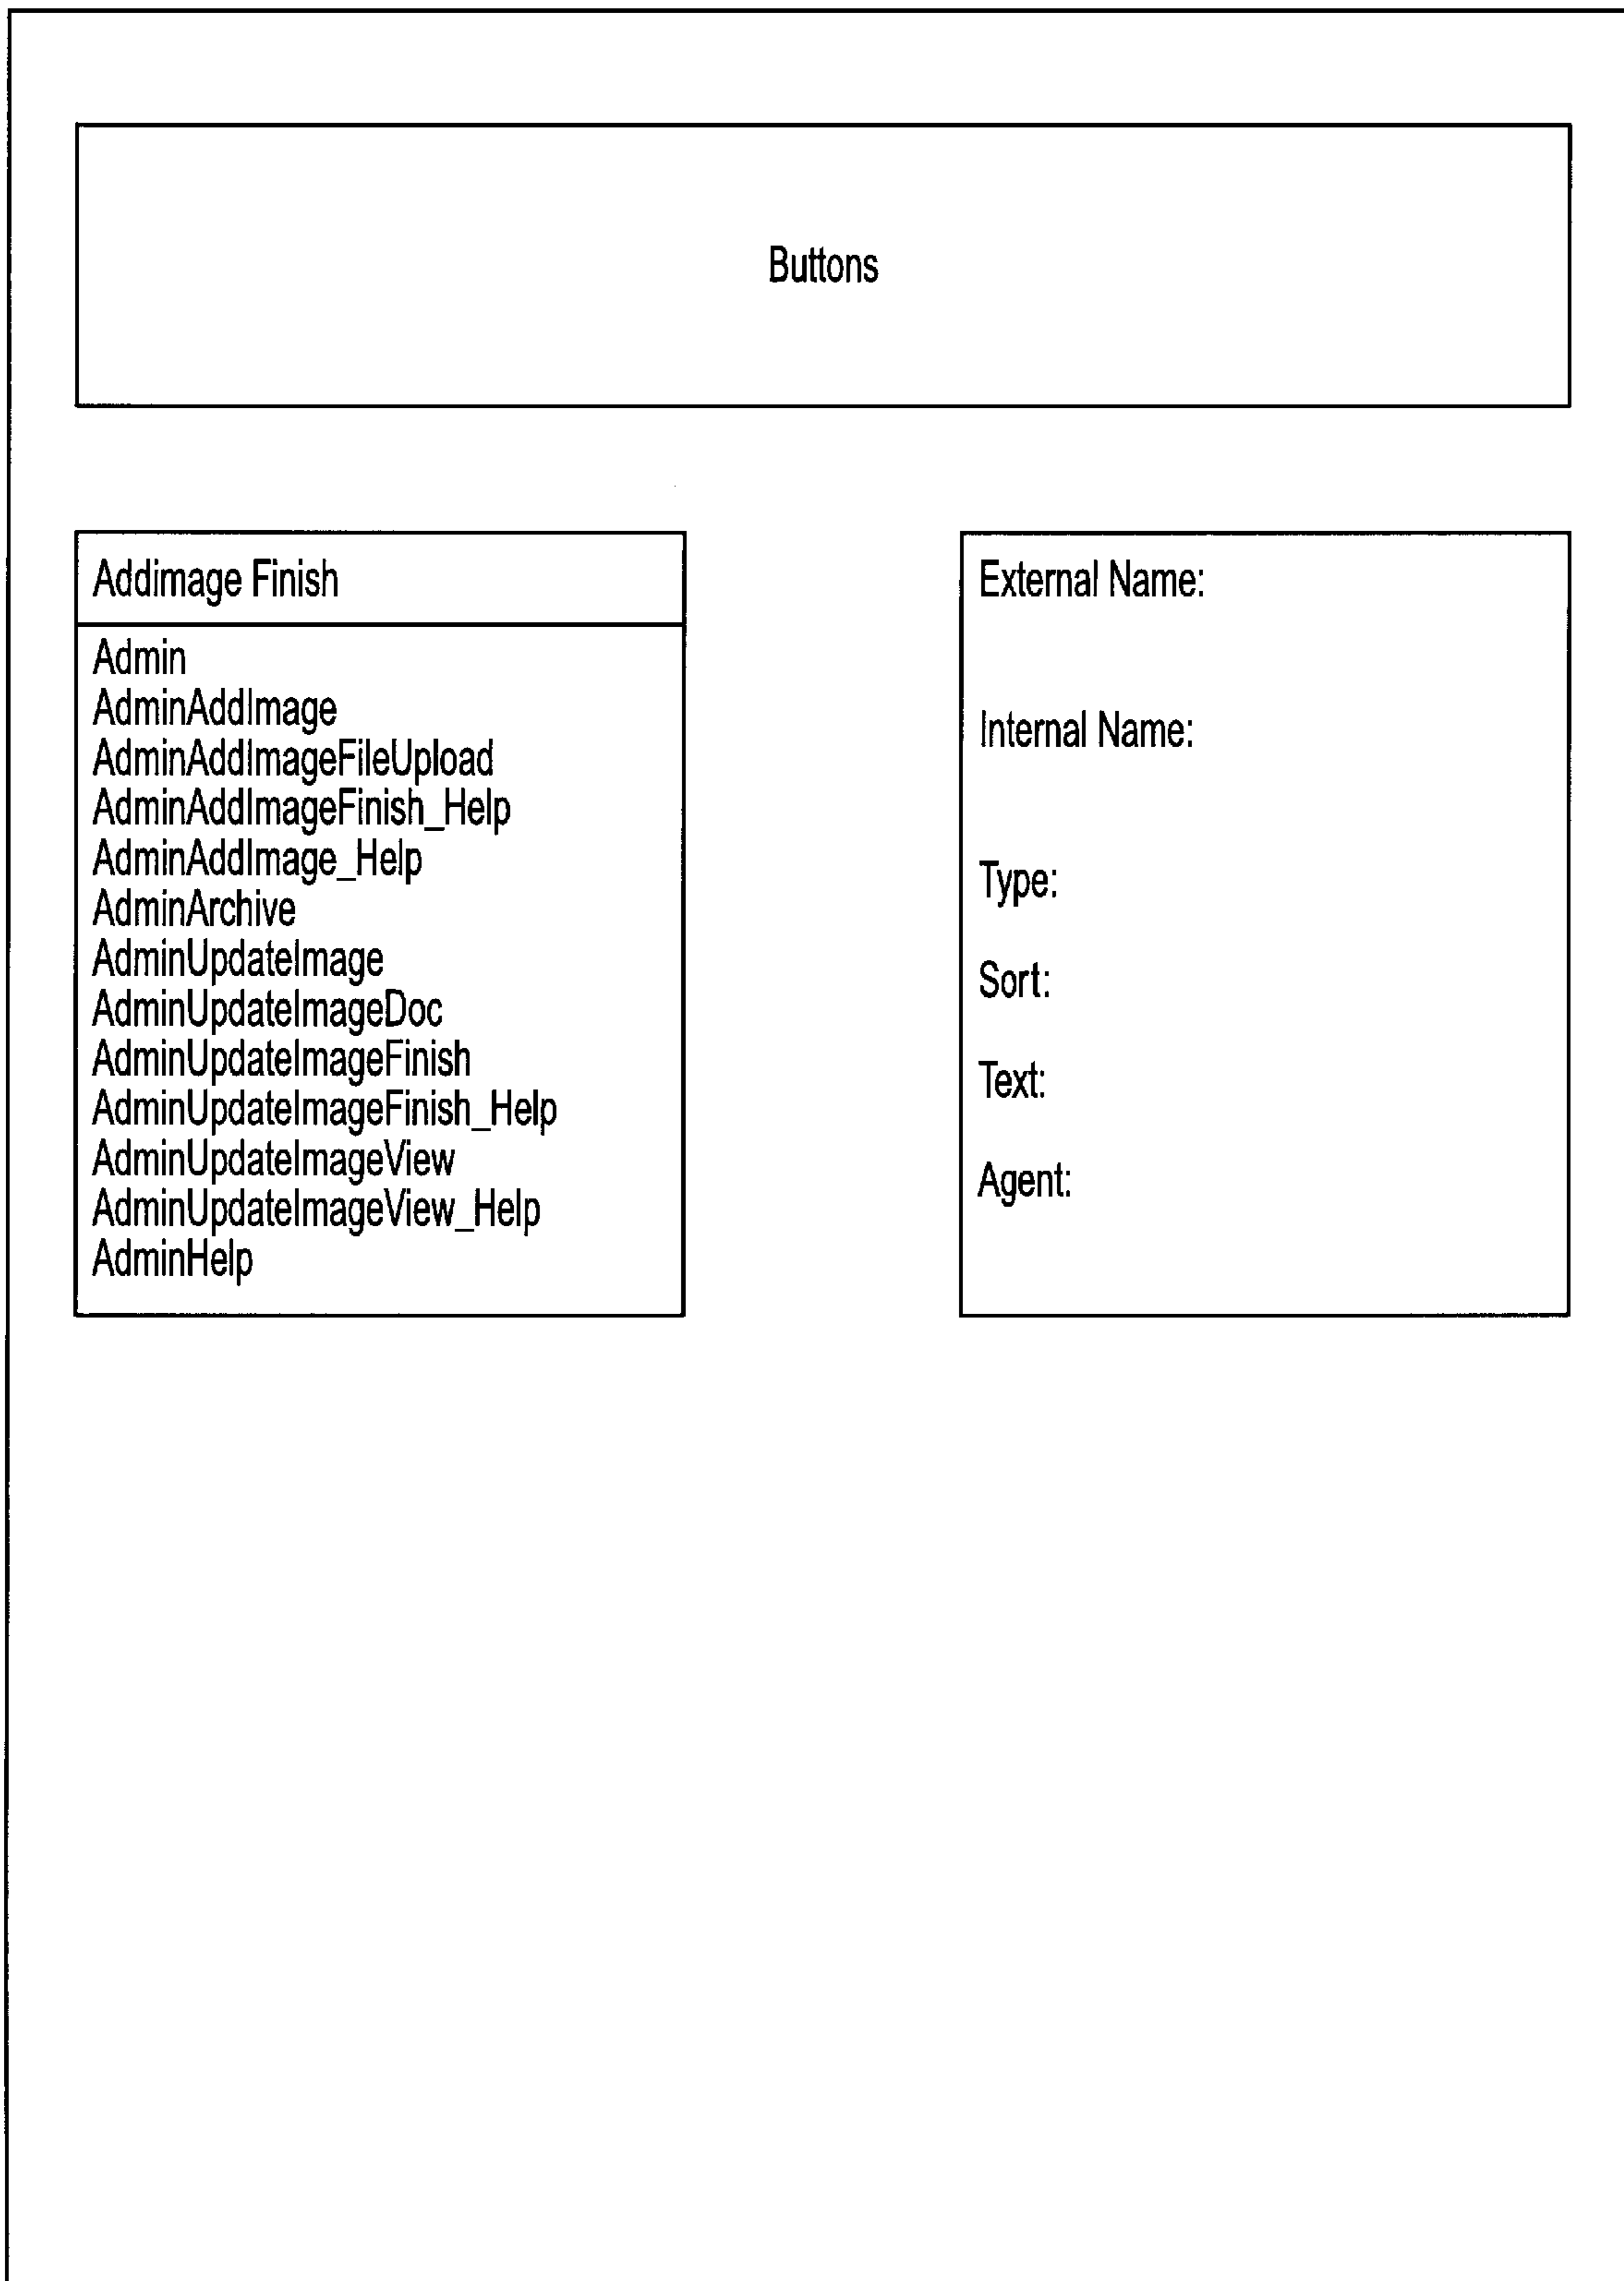 Buttons
Addimage Finish
Admin
AdminAddImage
AdminAddImageFileUpload
AdminAddImageFinish_Help
AdminAddImage_Help
AdminArchive
AdminUpdateImage
AdminUpdateImageDoc
AdminUpdateImageFinish
AdminUpdateImageFinish_Help
AdminUpdateImageView
AdminUpdateImageView_Help
AdminHelp
External Name:
Internal Name:
Type:
Sort:
Text:
Agent: